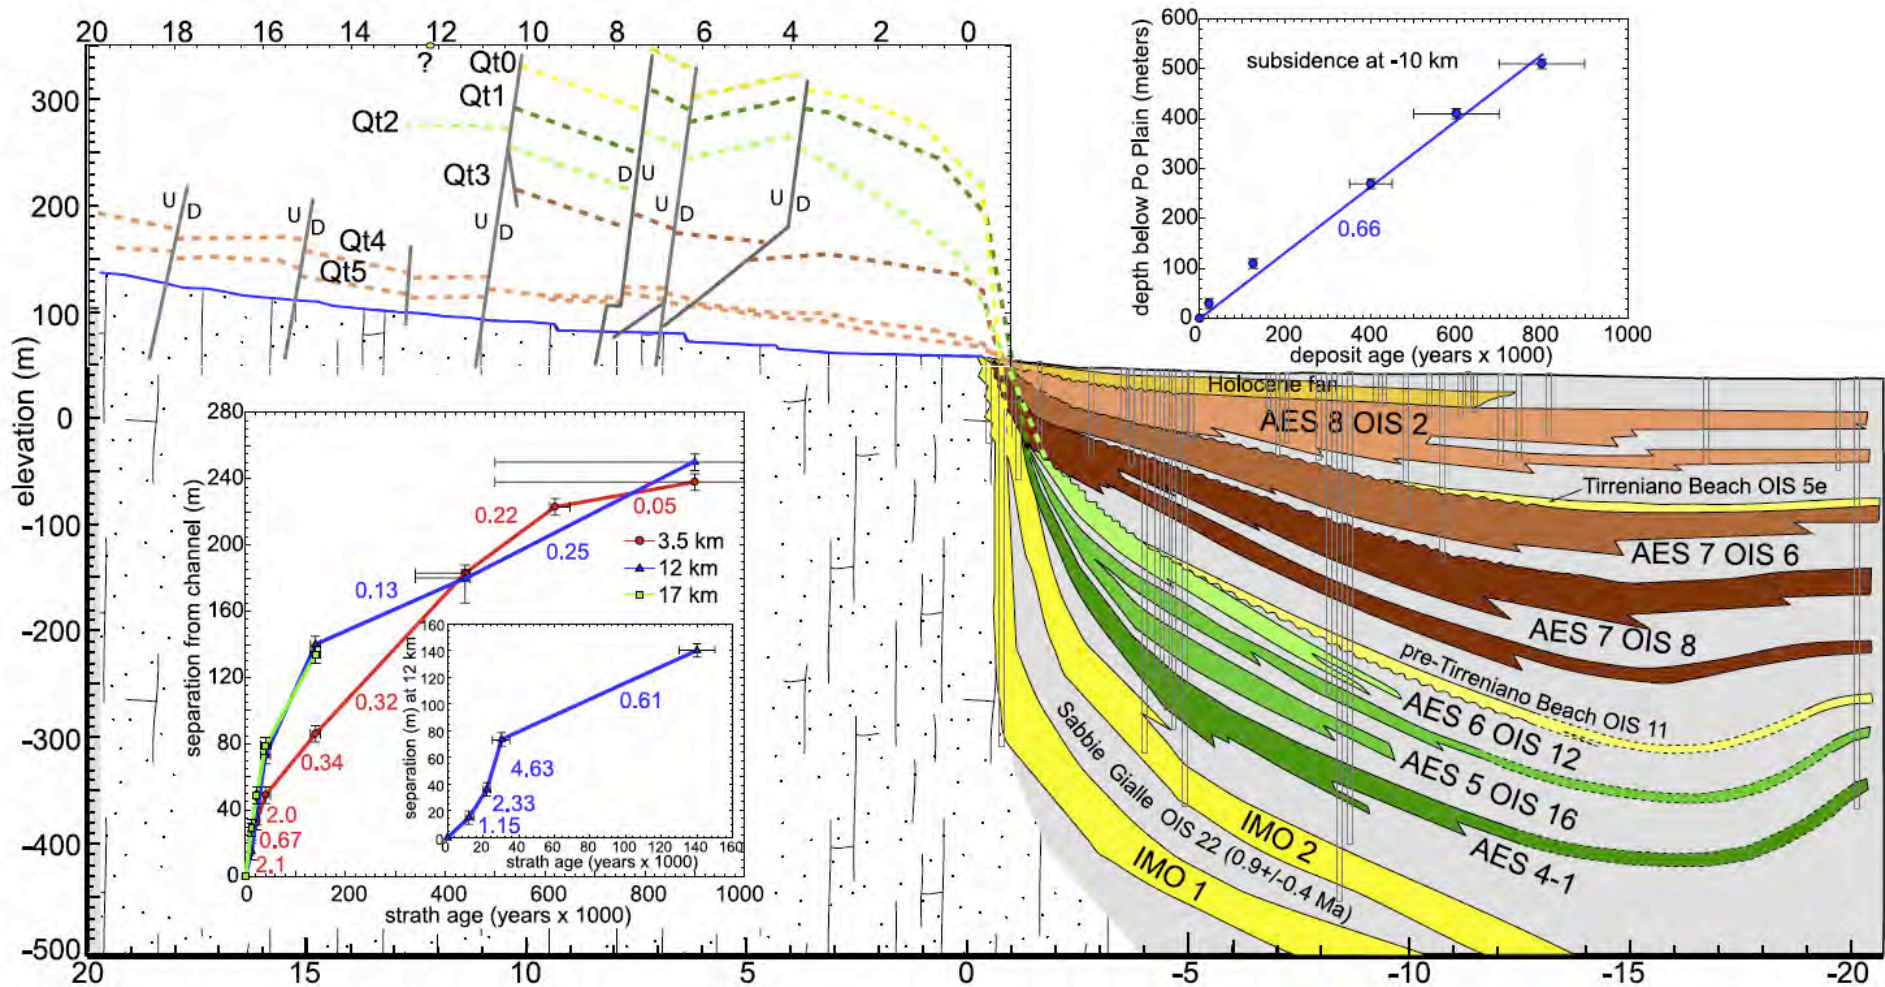 20 18 16 14 12 10 8 6 4 2 0
?
Qt0
Qt1
Qt2
Qt3
Qt4
Qt5
U D
U D
U D
D U
U D
U D
300
200
100
0
-100
-200
-300
-400
-500
elevation (m)
20 15 10 5 0 -5 -10 -15 -20
600
500
400
300
200
100
0
depth below Po Plain (meters)
subsidence at -10 km
0.66
0 200 400 600 800 1000
deposit age (years x 1000)
280
240
200
160
120
80
40
0
separation from channel (m)
0.22
0.05
0.25
0.13
0.32
0.34
2.0
0.67
2.1
3.5 km
12 km
17 km
0 200 400 600 800 1000
strath age (years x 1000)
160
140
120
100
80
60
40
20
0
separation (m) at 12 km
0.61
4.63
2.33
1.15
0 20 40 60 80 100 120 140 160
strath age (years x 1000)
Holocene fan
AES 8 OIS 2
Tirreniano Beach OIS 5e
AES 7 OIS 6
AES 7 OIS 8
pre-Tirreniano Beach OIS 11
AES 6 OIS 12
AES 5 OIS 16
AES 4-1
IMO 2
Sabbie Gialle OIS 22 (0.9+/-0.4 Ma)
IMO 1